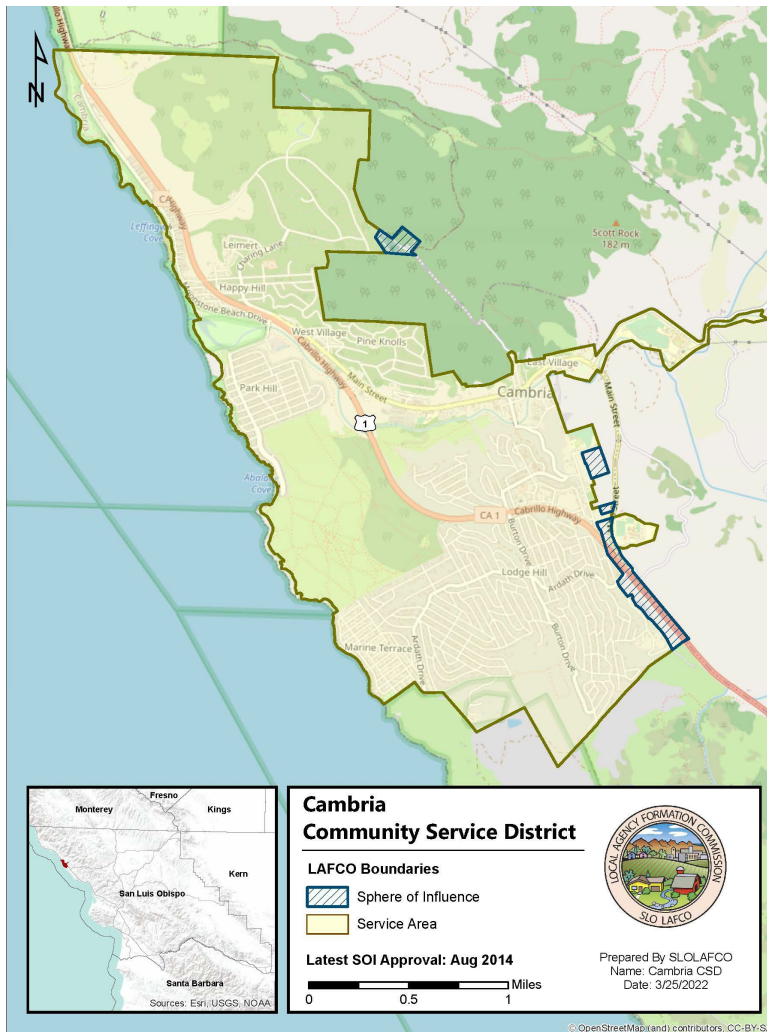 Cabrillo Highway
N
Cambria
CA
Highway
Leffingwell
Cove
Leimert
Charing Lane
Scott Rock
182 m
Happy Hill
Moonstone Beach Drive
West Village
Pine Knolls
Cabrillo Highway
Main Street
East Village
Cambria
Main Street
Park Hill
1
Street
CA 1
Cabrillo Highway
Burton Drive
Lodge Hill
Ardath Drive
Burton Drive
Marine Terrace
Ardath Drive
Fresno
Monterey
Kings
Kern
San Luis Obispo
Santa Barbara
Sources: Esri, USGS, NOAA
Cambria
Community Service District
LAFCO Boundaries
Sphere of Influence
Service Area
Latest SOI Approval: Aug 2014
Miles
0 0.5 1
LOCAL AGENCY FORMATION COMMISSION
SLO LAFCO
Prepared By SLOLAFCO
Name: Cambria CSD
Date: 3/25/2022
© OpenStreetMap (and) contributors, CC-BY-S